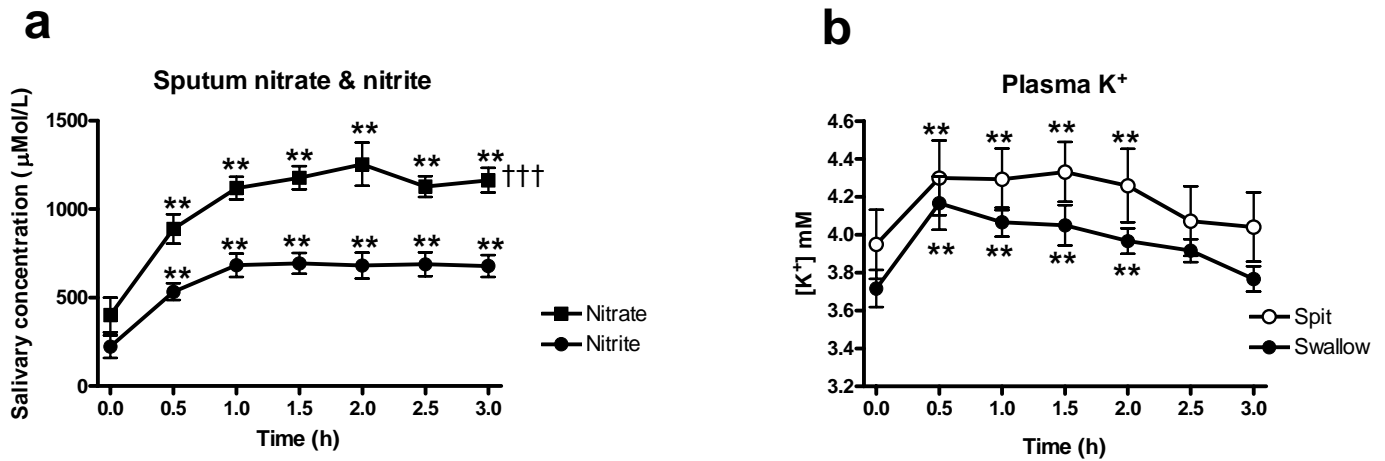 a
Sputum nitrate & nitrite
Salivary concentration (μMol/L)
1500
1000
500
0
** ** ** ** ** **
†††
** ** ** ** ** **
Nitrate
Nitrite
0.0 0.5 1.0 1.5 2.0 2.5 3.0
Time (h)
b
Plasma K⁺
[K⁺] mM
4.6
4.4
4.2
4.0
3.8
3.6
3.4
3.2
** ** ** **
** ** ** **
Spit
Swallow
0.0 0.5 1.0 1.5 2.0 2.5 3.0
Time (h)